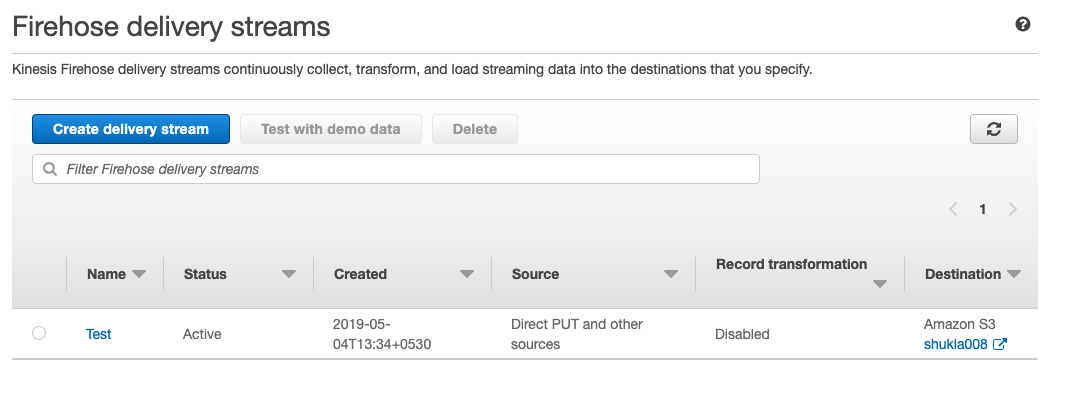 Firehose delivery streams
Kinesis Firehose delivery streams continuously collect, transform, and load streaming data into the destinations that you specify.
Create delivery stream Test with demo data Delete
Filter Firehose delivery streams
1
Name Status Created Source Record transformation Destination
Test Active 2019-05-04T13:34+0530 Direct PUT and other sources Disabled Amazon S3 shukla008